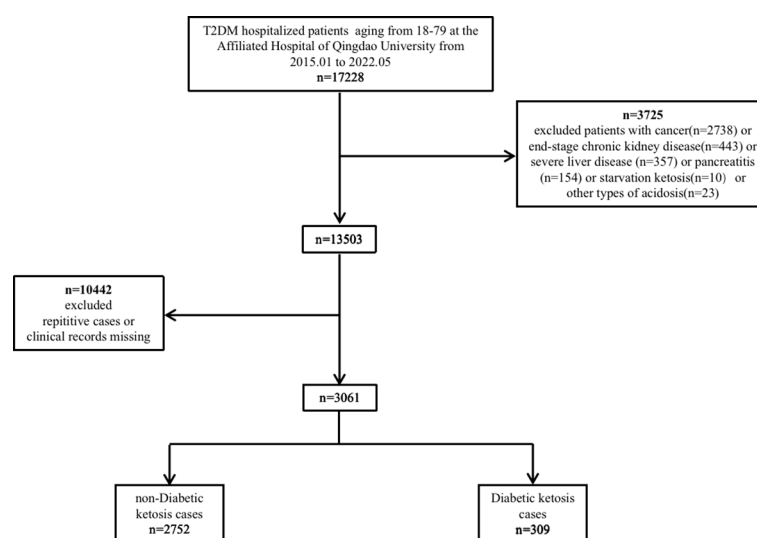 T2DM hospitalized patients aging from 18-79 at the
Affiliated Hospital of Qingdao University from
2015.01 to 2022.05
n=17228
n=3725
excluded patients with cancer(n=2738) or
end-stage chronic kidney disease(n=443) or
severe liver disease (n=357) or pancreatitis
(n=154) or starvation ketosis(n=10) or
other types of acidosis(n=23)
n=13503
n=10442
excluded
repititive cases or
clinical records missing
n=3061
non-Diabetic
ketosis cases
n=2752
Diabetic ketosis
cases
n=309